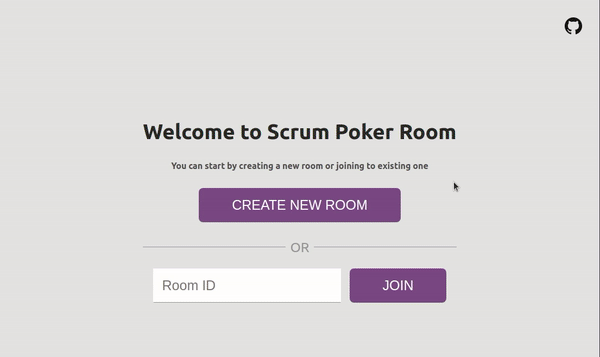 Welcome to Scrum Poker Room
You can start by creating a new room or joining to existing one
CREATE NEW ROOM
OR
Room ID
JOIN